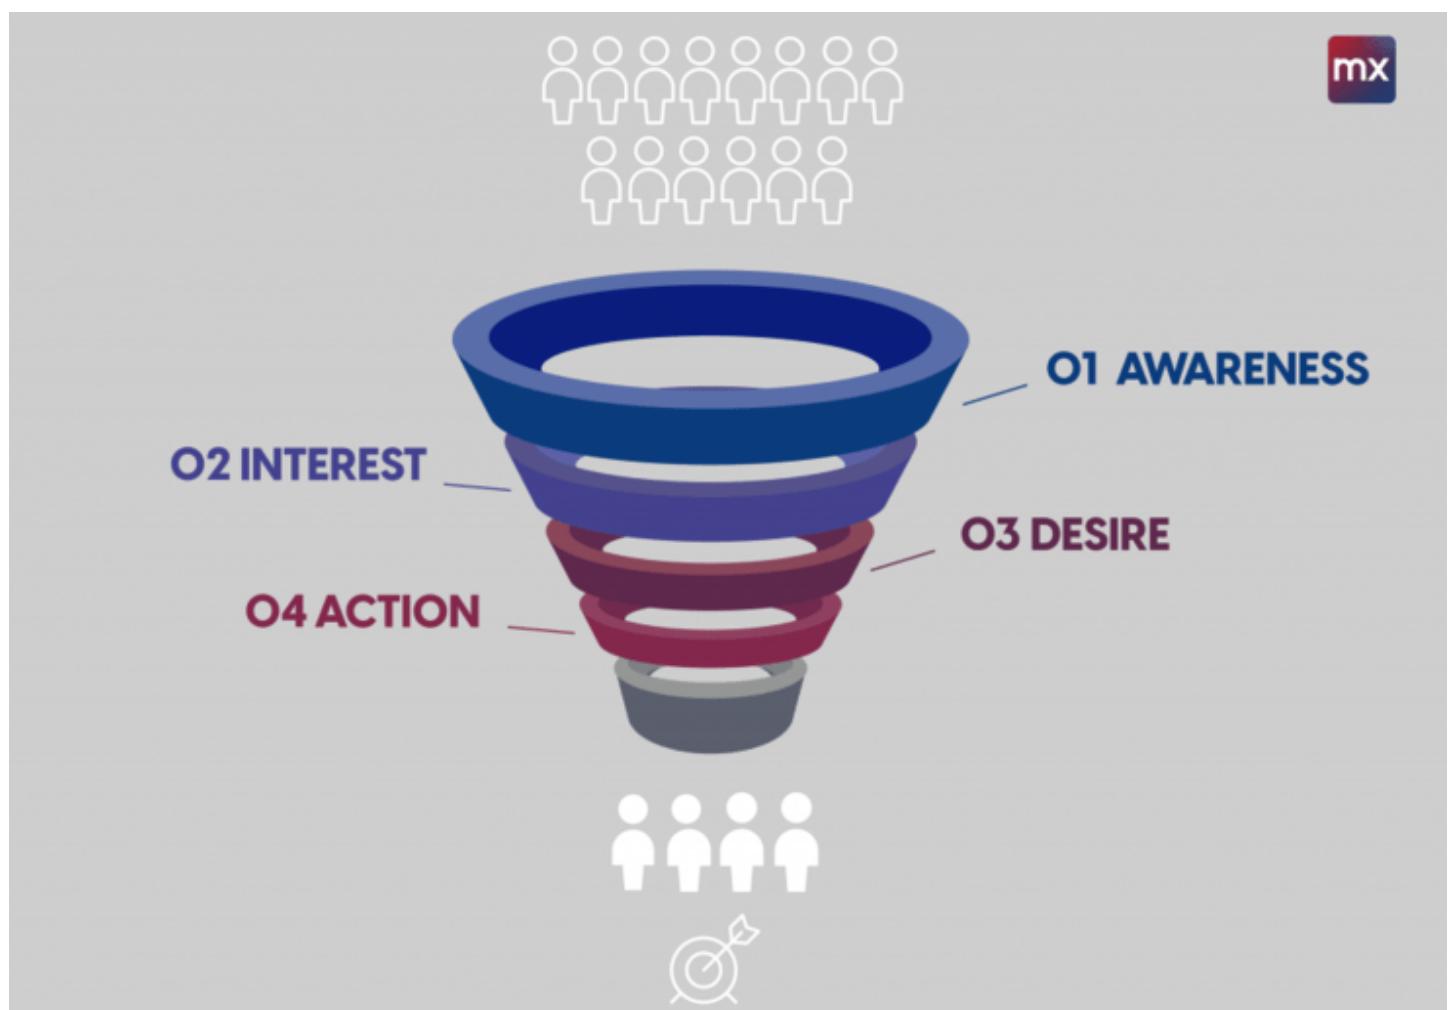 mx
01 AWARENESS
02 INTEREST
03 DESIRE
04 ACTION